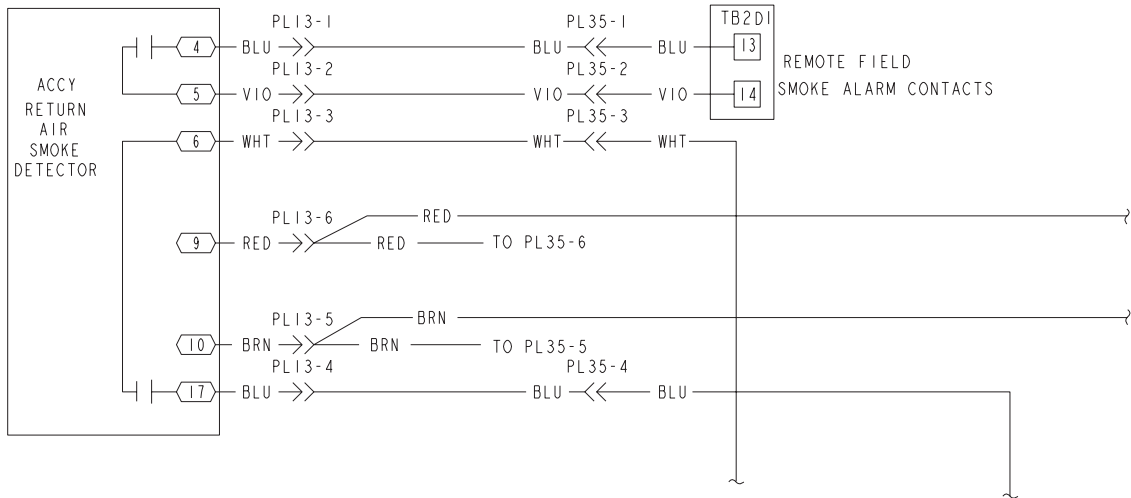 PL13-1 PL35-1 TB2D1
4 BLU BLU BLU 13
REMOTE FIELD
SMOKE ALARM CONTACTS
PL13-2 PL35-2
5 VIO VIO VIO 14
ACCY
RETURN
AIR
SMOKE
DETECTOR
PL13-3 PL35-3
6 WHT WHT WHT
PL13-6 RED
9 RED RED TO PL35-6
PL13-5 BRN
10 BRN BRN TO PL35-5
PL13-4 PL35-4
17 BLU BLU BLU